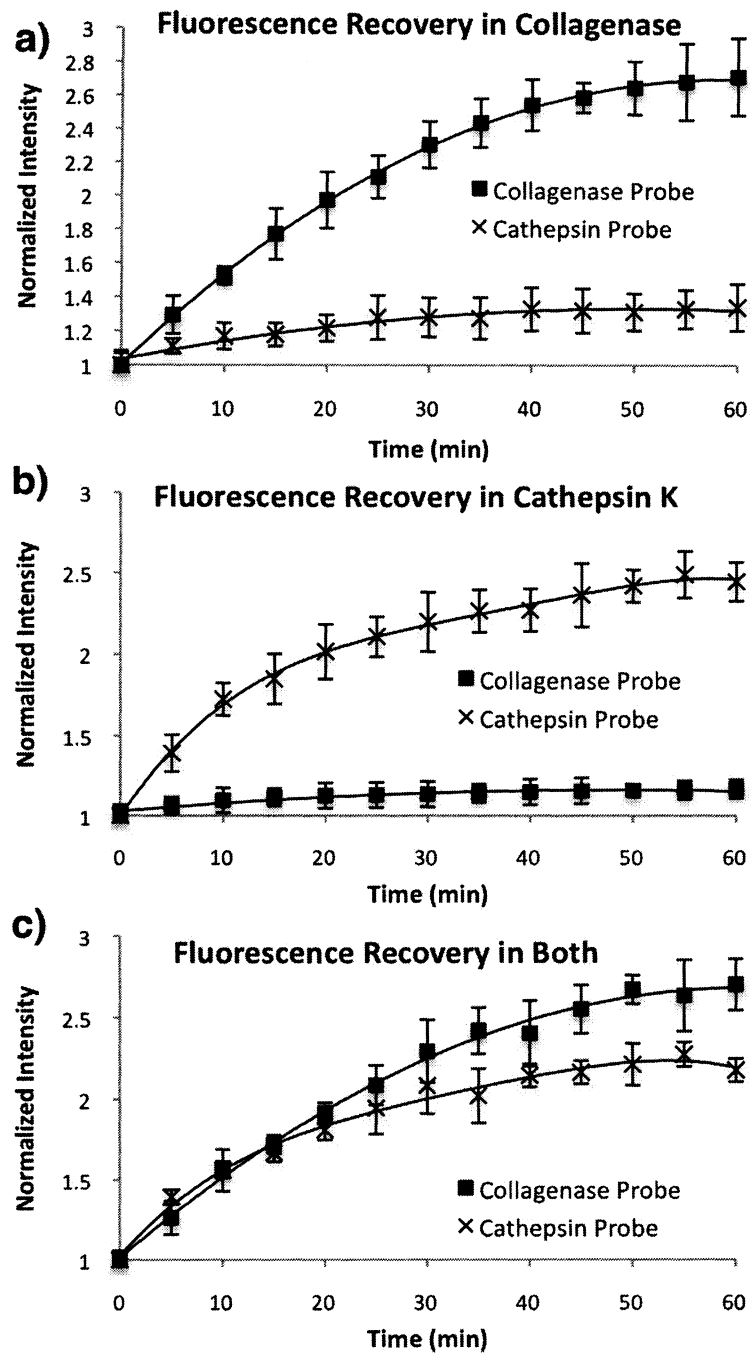 a)
Fluorescence Recovery in Collagenase
Normalized Intensity
3
2.8
2.6
2.4
2.2
2
1.8
1.6
1.4
1.2
1
Collagenase Probe
Cathepsin Probe
0 10 20 30 40 50 60
Time (min)
b)
Fluorescence Recovery in Cathepsin K
Normalized Intensity
3
2.5
2
1.5
1
Collagenase Probe
Cathepsin Probe
0 10 20 30 40 50 60
Time (min)
c)
Fluorescence Recovery in Both
Normalized Intensity
3
2.5
2
1.5
1
Collagenase Probe
Cathepsin Probe
0 10 20 30 40 50 60
Time (min)